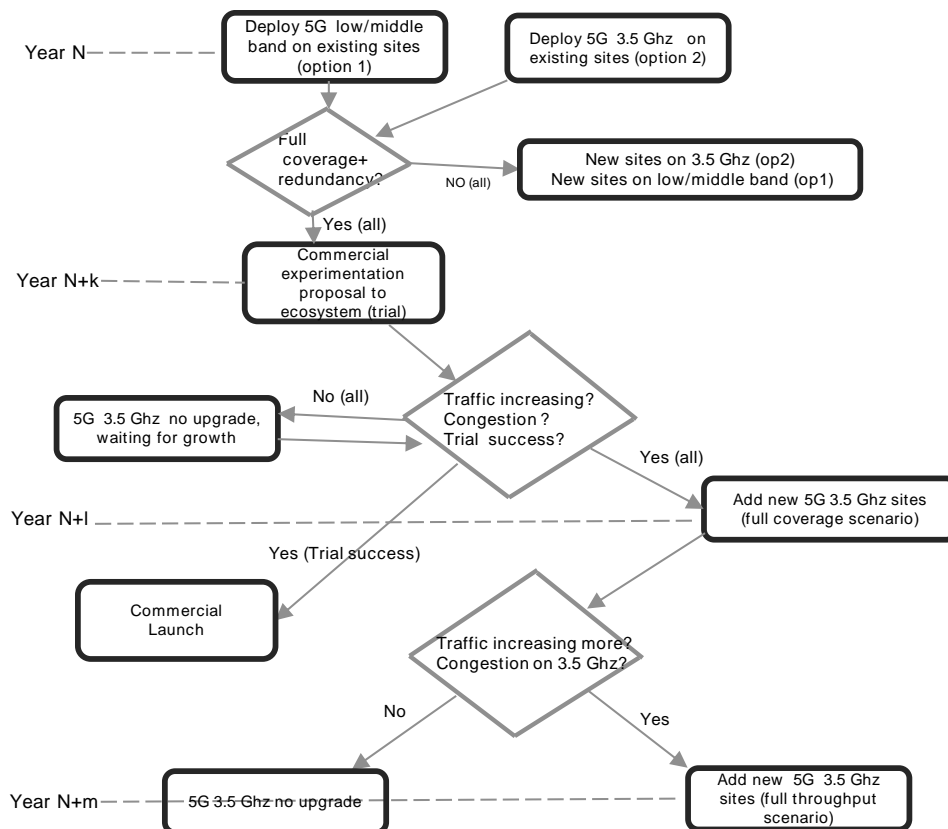 Deploy 5G low/middle
band on existing sites
(option 1)
Deploy 5G 3.5 Ghz on
existing sites (option 2)
Year N
Full
coverage+
redundancy?
NO (all)
New sites on 3.5 Ghz (op2)
New sites on low/middle band (op1)
Yes (all)
Year N+k
Commercial
experimentation
proposal to
ecosystem (trial)
No (all)
5G 3.5 Ghz no upgrade,
waiting for growth
Traffic increasing?
Congestion ?
Trial success?
Yes (all)
Add new 5G 3.5 Ghz sites
(full coverage scenario)
Year N+l
Yes (Trial success)
Commercial
Launch
Traffic increasing more?
Congestion on 3.5 Ghz?
No
Yes
Year N+m
5G 3.5 Ghz no upgrade
Add new 5G 3.5 Ghz
sites (full throughput
scenario)